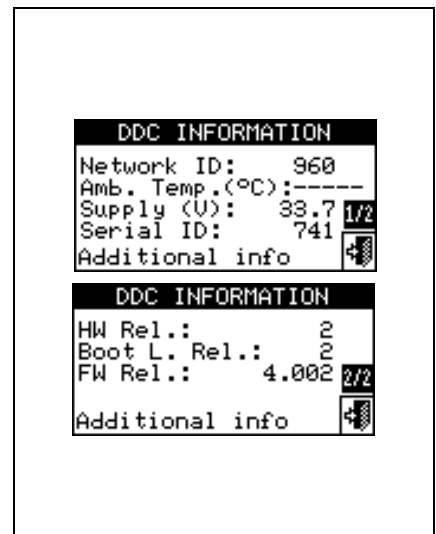 DDC INFORMATION
Network ID: 960
Amb. Temp.(°C):-----
Supply (V): 33.7 1/2
Serial ID: 741
Additional info
DDC INFORMATION
HW Rel.: 2
Boot L. Rel.: 2
FW Rel.: 4.002 2/2
Additional info